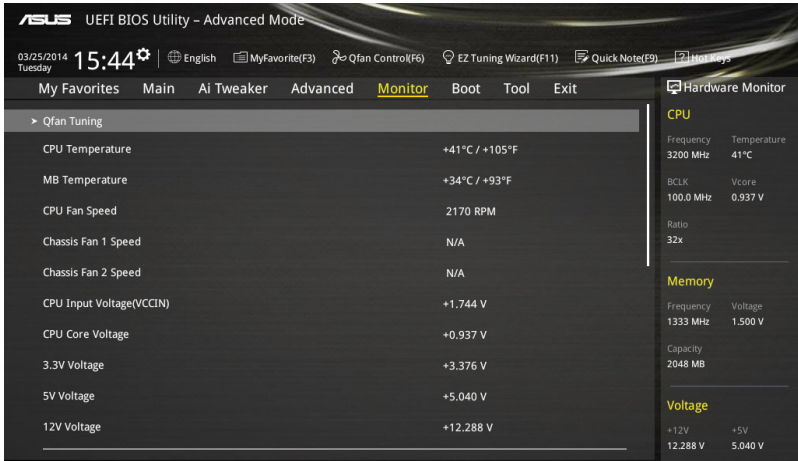 ASUS UEFI BIOS Utility – Advanced Mode
03/25/2014 Tuesday 15:44 English MyFavorite(F3) Qfan Control(F6) EZ Tuning Wizard(F11) Quick Note(F9) ? Hot Keys
My Favorites Main Ai Tweaker Advanced Monitor Boot Tool Exit
> Qfan Tuning
CPU Temperature +41°C / +105°F
MB Temperature +34°C / +93°F
CPU Fan Speed 2170 RPM
Chassis Fan 1 Speed N/A
Chassis Fan 2 Speed N/A
CPU Input Voltage(VCCIN) +1.744 V
CPU Core Voltage +0.937 V
3.3V Voltage +3.376 V
5V Voltage +5.040 V
12V Voltage +12.288 V
Hardware Monitor
CPU
Frequency Temperature
3200 MHz 41°C
BCLK Vcore
100.0 MHz 0.937 V
Ratio
32x
Memory
Frequency Voltage
1333 MHz 1.500 V
Capacity
2048 MB
Voltage
+12V +5V
12.288 V 5.040 V